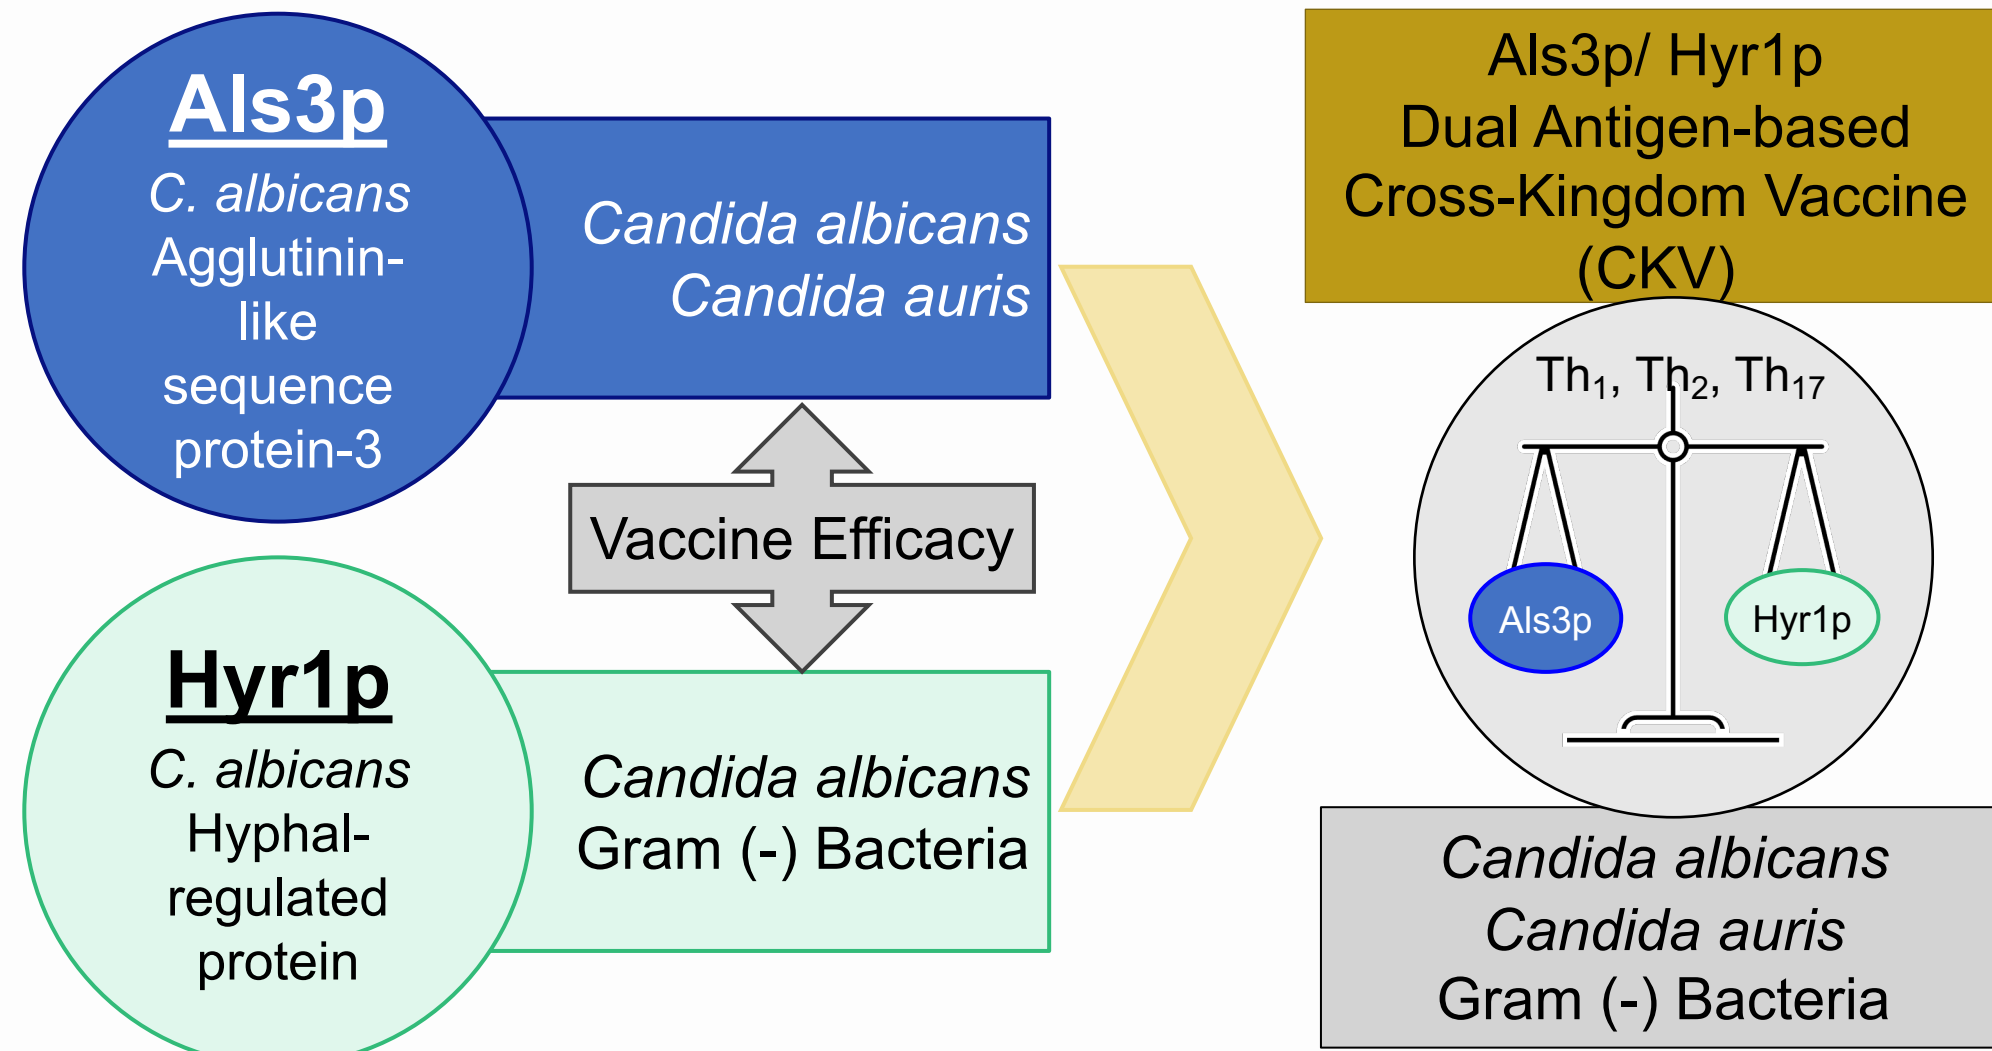 Als3p
C. albicans
Agglutinin-
like
sequence
protein-3
Candida albicans
Candida auris
Vaccine Efficacy
Hyr1p
C. albicans
Hyphal-
regulated
protein
Candida albicans
Gram (-) Bacteria
Als3p/ Hyr1p
Dual Antigen-based
Cross-Kingdom Vaccine
(CKV)
Th₁, Th₂, Th₁₇
Als3p
Hyr1p
Candida albicans
Candida auris
Gram (-) Bacteria